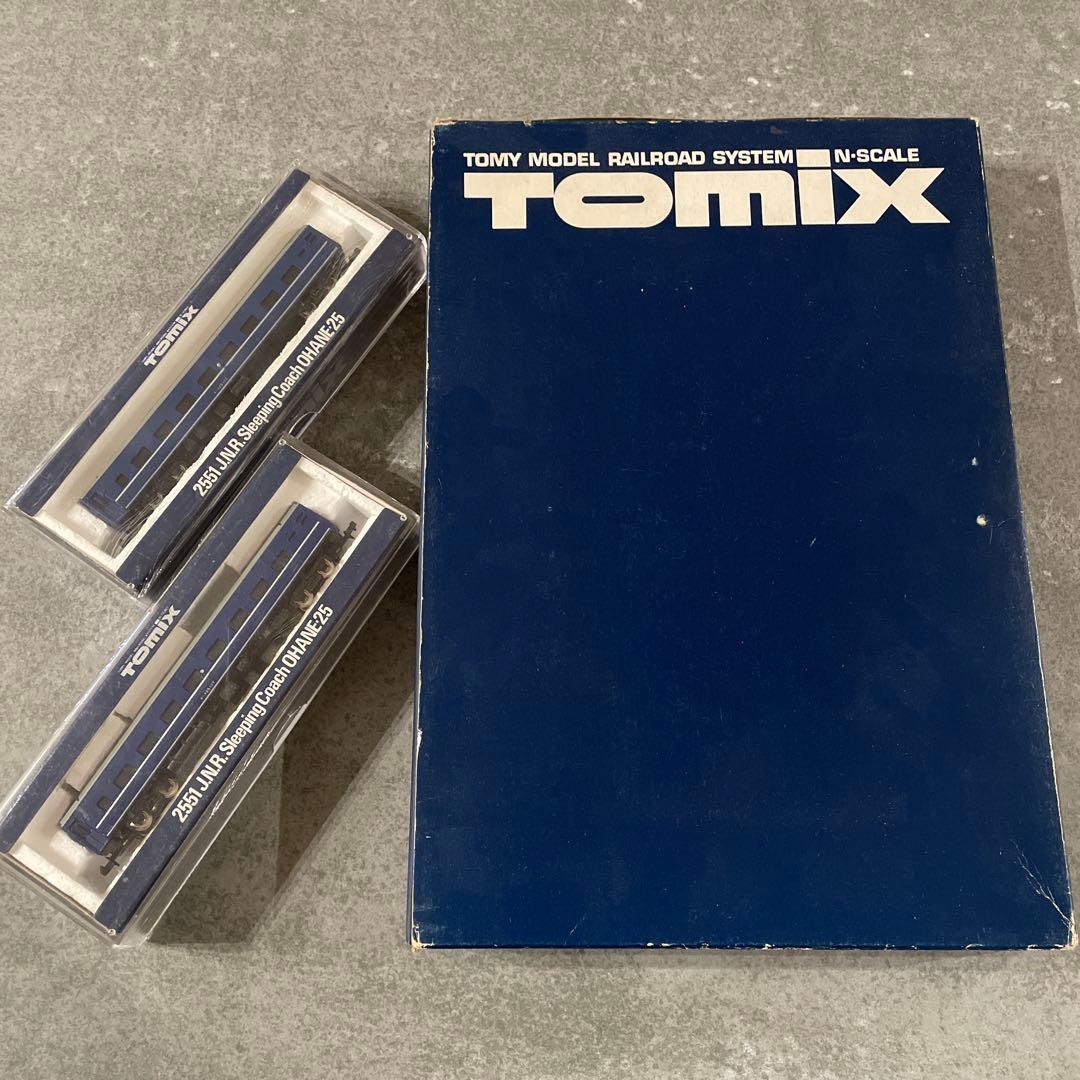 TOMY MODEL RAILROAD SYSTEM N·SCALE
TOMIX
TOMIX
2551 J.N.R. Sleeping Coach OHANE·25
TOMIX
2551 J.N.R. Sleeping Coach OHANE·25